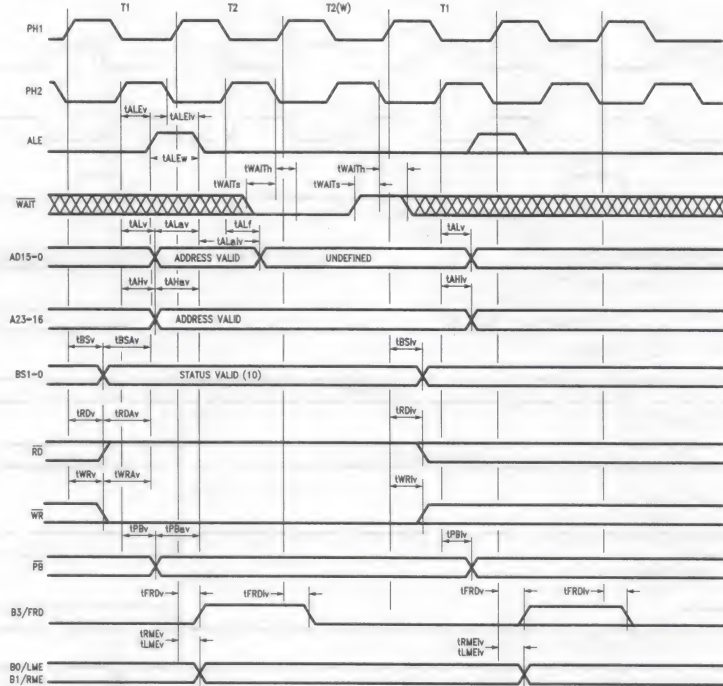 T1 T2 T2(W) T1
PH1
PH2
tALEv tALEiv
ALE
tALEw
tWAITh tWAITh
tWAITs tWAITs
WAIT
tALv tALav tALf tALv
tALaiv
AD15-0 ADDRESS VALID UNDEFINED
tAHv tAHav tAHiv
A23-16 ADDRESS VALID
tBSv tBSAv tBSiv
BS1-0 STATUS VALID (10)
tRDv tRDAv tRDiv
RD
tWRv tWRAv tWRiv
WR
tPBv tPBav tPBiv
PB
tFRDv tFRDiv tFRDv tFRDiv
B3/FRD
tRMEv tRMEiv
tLMEv tLMEiv
B0/LME
B1/RME